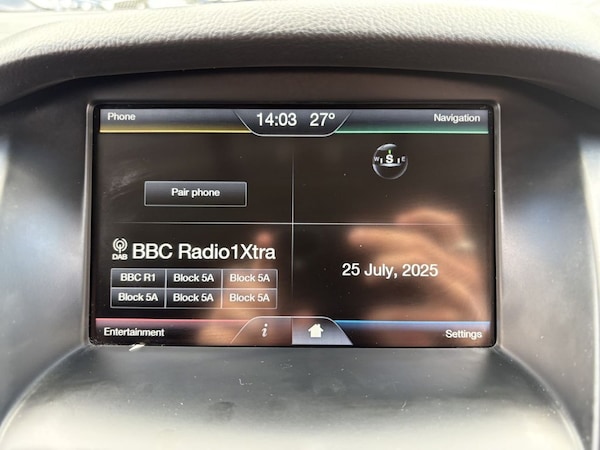 Phone
14:03 27°
Navigation
W S E
Pair phone
DAB BBC Radio1Xtra
BBC R1 Block 5A Block 5A
Block 5A Block 5A Block 5A
25 July, 2025
Entertainment
i
Settings